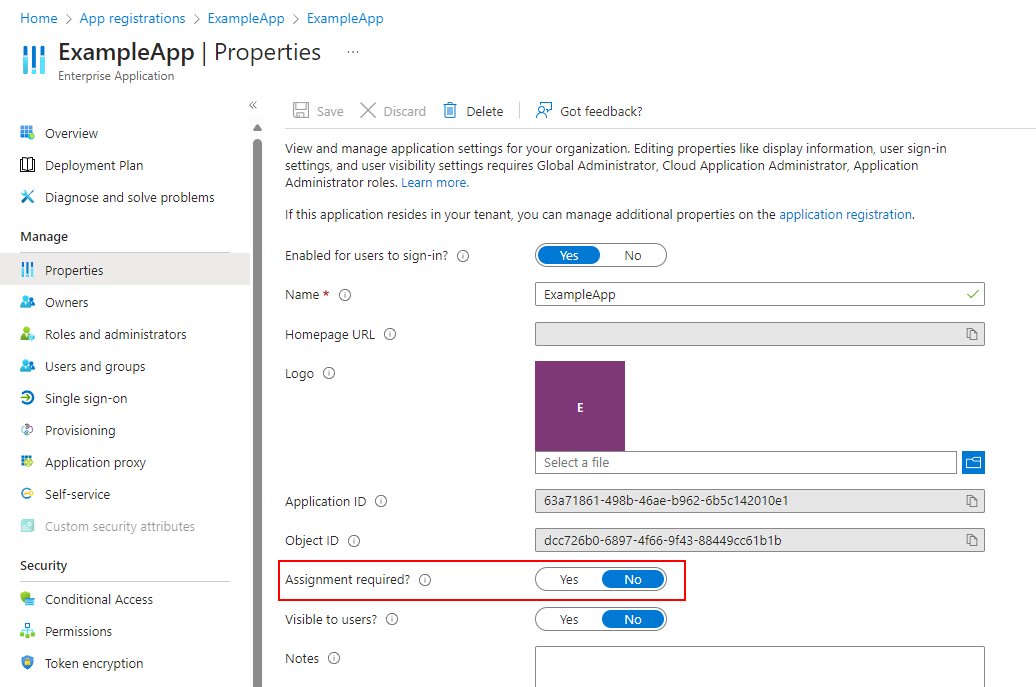 Home > App registrations > ExampleApp > ExampleApp
ExampleApp | Properties ...
Enterprise Application
«
Overview
Deployment Plan
Diagnose and solve problems
Manage
Properties
Owners
Roles and administrators
Users and groups
Single sign-on
Provisioning
Application proxy
Self-service
Custom security attributes
Security
Conditional Access
Permissions
Token encryption
Save Discard Delete Got feedback?
View and manage application settings for your organization. Editing properties like display information, user sign-in
settings, and user visibility settings requires Global Administrator, Cloud Application Administrator, Application
Administrator roles. Learn more.
If this application resides in your tenant, you can manage additional properties on the application registration.
Enabled for users to sign-in? Yes No
Name * ExampleApp
Homepage URL
Logo
E
Select a file
Application ID 63a71861-498b-46ae-b962-6b5c142010e1
Object ID dcc726b0-6897-4f66-9f43-88449cc61b1b
Assignment required? Yes No
Visible to users? Yes No
Notes